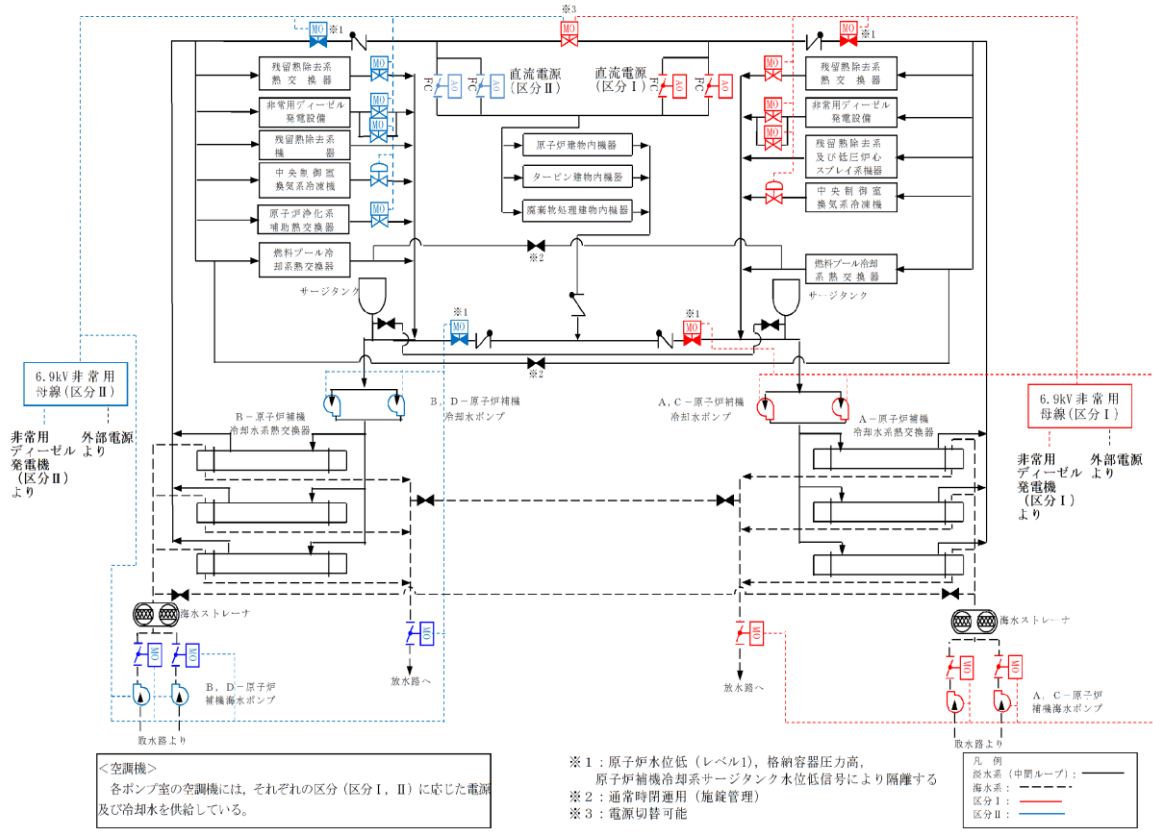 ※3
MO
※1
MO
MO
※1
残留熱除去系
熱交換器
MO
FC
AO
FC
AO
直流電源
(区分Ⅱ)
直流電源
(区分Ⅰ)
FC
AO
FC
AO
MO
残留熱除去系
熱交換器
非常用ディーゼル
発電設備
MO
MO
MO
MO
非常用ディーゼル
発電設備
残留熱除去系
機器
原子炉建物内機器
残留熱除去系
及び低圧炉心
スプレイ系機器
中央制御室
換気系冷凍機
タービン建物内機器
中央制御室
換気系冷凍機
原子炉浄化系
補助熱交換器
MO
廃棄物処理建物内機器
燃料プール冷
却系熱交換器
※2
燃料プール冷却
系熱交換器
サージタンク
サージタンク
※1
MO
※1
MO
※2
6.9kV非常用
母線(区分Ⅱ)
B,D-原子炉補機
冷却水ポンプ
A,C-原子炉補機
冷却水ポンプ
6.9kV非常用
母線(区分Ⅰ)
B-原子炉補機
冷却水系熱交換器
A-原子炉補機
冷却水系熱交換器
非常用
ディーゼル
発電機
(区分Ⅱ)
より
外部電源
より
非常用
ディーゼル
発電機
(区分Ⅰ)
より
外部電源
より
海水ストレーナ
海水ストレーナ
MO
MO
MO
MO
MO
MO
放水路へ
放水路へ
B,D-原子炉
補機海水ポンプ
A,C-原子炉
補機海水ポンプ
取水路より
取水路より
<空調機>
各ポンプ室の空調機には,それぞれの区分(区分Ⅰ,Ⅱ)に応じた電源
及び冷却水を供給している。
※1:原子炉水位低(レベル1),格納容器圧力高,
原子炉補機冷却系サージタンク水位低信号により隔離する
※2:通常時閉運用(施錠管理)
※3:電源切替可能
凡例
淡水系(中間ループ):
海水系:
区分Ⅰ:
区分Ⅱ: